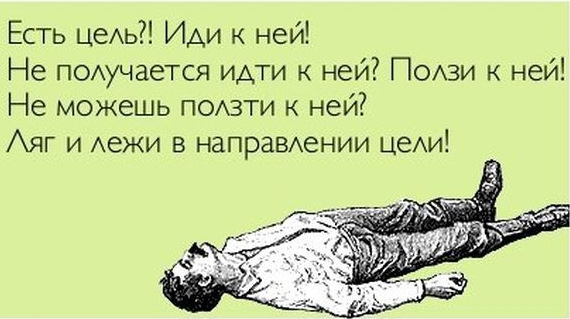 Есть цель?! Иди к ней!
Не получается идти к ней? Ползи к ней!
Не можешь ползти к ней?
Ляг и лежи в направлении цели!